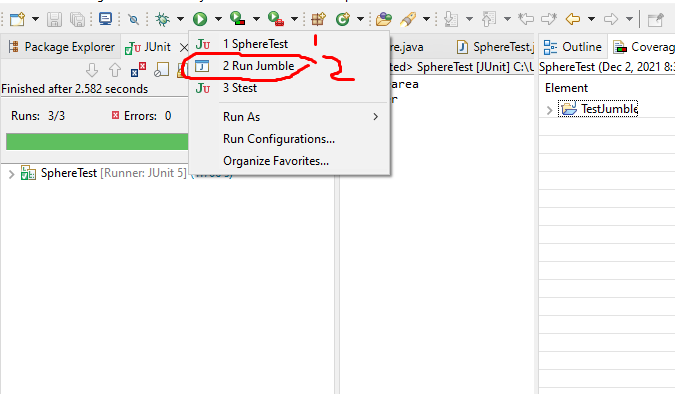 Package Explorer
JUnit
Finished after 2.582 seconds
Runs: 3/3
Errors: 0
SphereTest [Runner: JUnit 5]
1 SphereTest
2 Run Jumble
3 Stest
Run As
Run Configurations...
Organize Favorites...
1
2
re.java
SphereTest.
ted> SphereTest [JUnit] C:\U
area
r
Outline
Coverag
SphereTest (Dec 2, 2021 8:3
Element
TestJumble